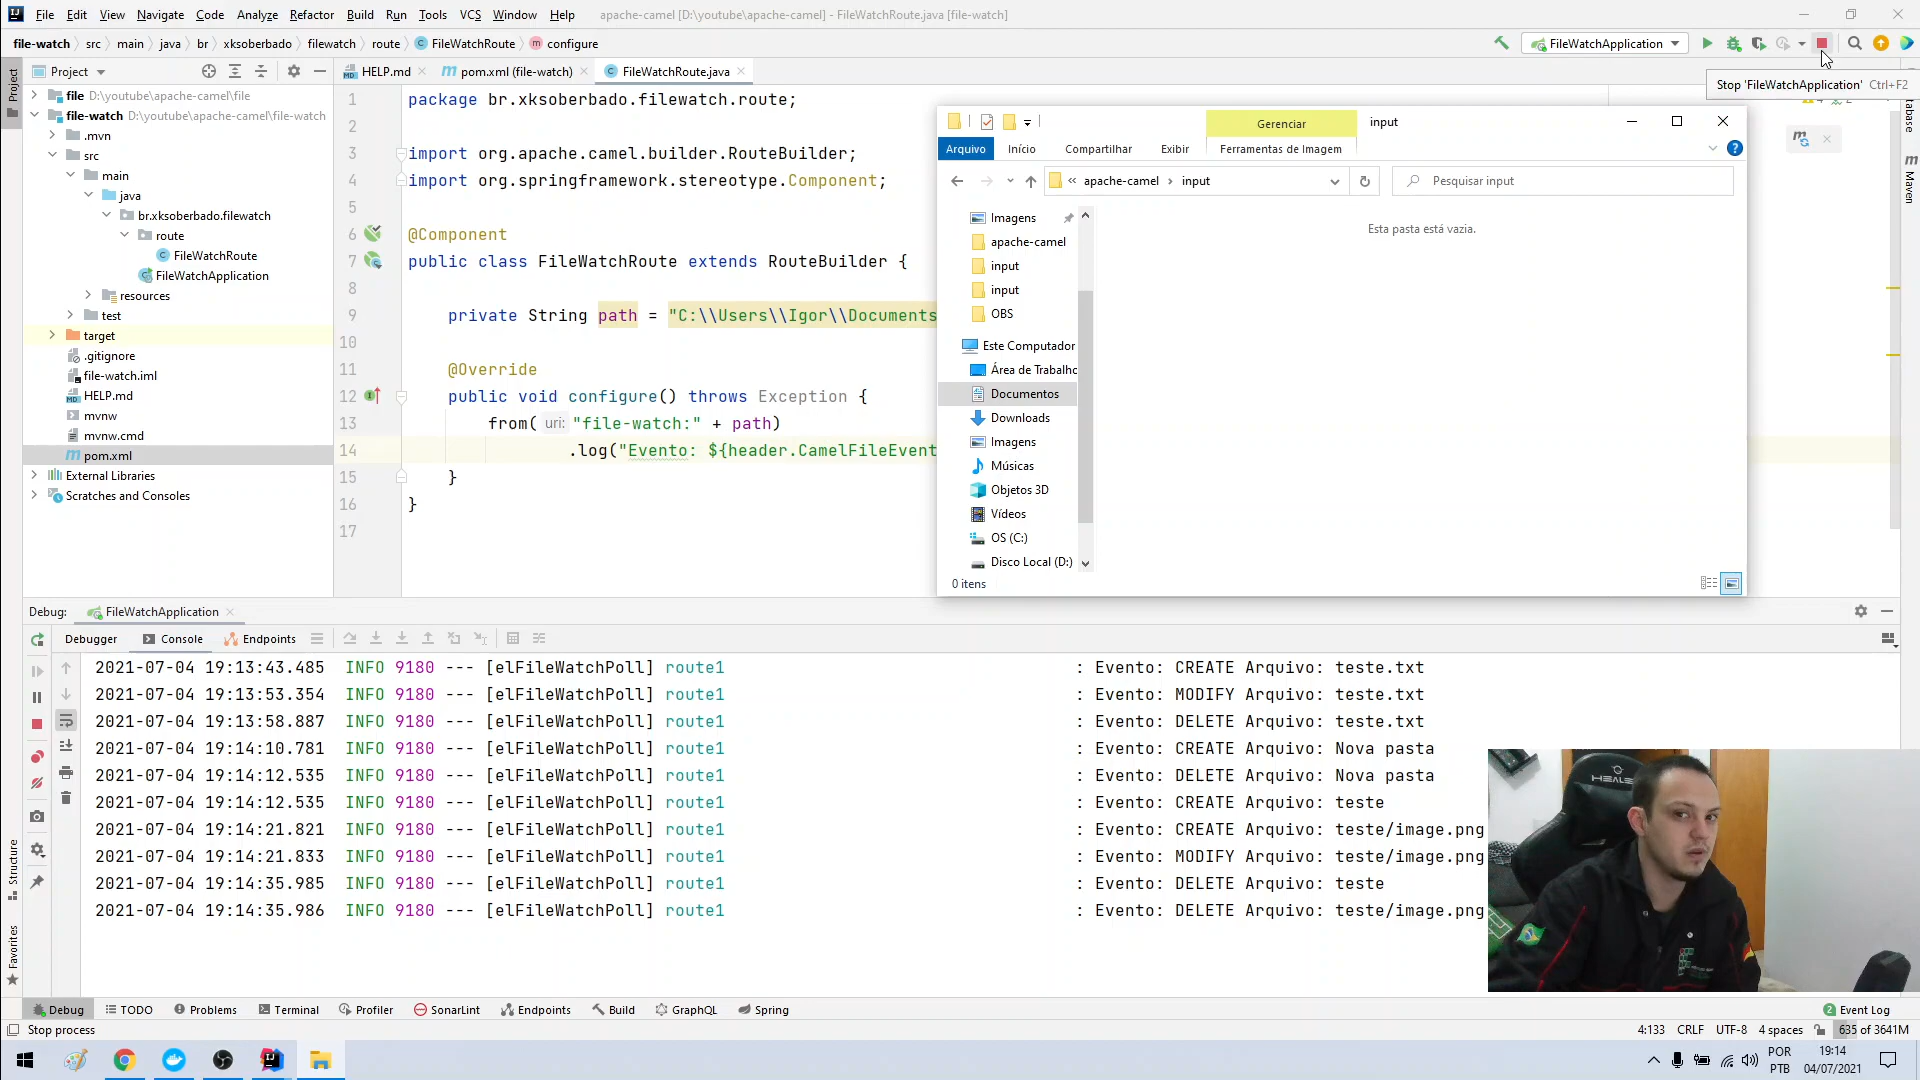 File Edit View Navigate Code Analyze Refactor Build Run Tools VCS Window Help apache-camel [D:\youtube\apache-camel] - FileWatchRoute.java [file-watch]
file-watch src main java br xksoberbado filewatch route FileWatchRoute configure FileWatchApplication
Project HELP.md pom.xml (file-watch) FileWatchRoute.java Stop 'FileWatchApplication' Ctrl+F2
Project
Maven
Structure
Favorites
file D:\youtube\apache-camel\file
file-watch D:\youtube\apache-camel\file-watch
.mvn
src
main
java
br.xksoberbado.filewatch
route
FileWatchRoute
FileWatchApplication
resources
test
target
.gitignore
file-watch.iml
HELP.md
mvnw
mvnw.cmd
pom.xml
External Libraries
Scratches and Consoles
1 package br.xksoberbado.filewatch.route;
2
3 import org.apache.camel.builder.RouteBuilder;
4 import org.springframework.stereotype.Component;
5
6 @Component
7 public class FileWatchRoute extends RouteBuilder {
8
9 private String path = "C:\\Users\\Igor\\Documents
10
11 @Override
12 public void configure() throws Exception {
13 from( uri: "file-watch:" + path)
14 .log("Evento: ${header.CamelFileEvent
15 }
16 }
17
Gerenciar input
Arquivo Início Compartilhar Exibir Ferramentas de Imagem
« apache-camel input Pesquisar input
Imagens
apache-camel
input
input
OBS
Este Computador
Área de Trabalho
Documentos
Downloads
Imagens
Músicas
Objetos 3D
Vídeos
OS (C:)
Disco Local (D:)
Esta pasta está vazia.
0 itens
Debug: FileWatchApplication
Debugger Console Endpoints
2021-07-04 19:13:43.485 INFO 9180 --- [elFileWatchPoll] route1 : Evento: CREATE Arquivo: teste.txt
2021-07-04 19:13:53.354 INFO 9180 --- [elFileWatchPoll] route1 : Evento: MODIFY Arquivo: teste.txt
2021-07-04 19:13:58.887 INFO 9180 --- [elFileWatchPoll] route1 : Evento: DELETE Arquivo: teste.txt
2021-07-04 19:14:10.781 INFO 9180 --- [elFileWatchPoll] route1 : Evento: CREATE Arquivo: Nova pasta
2021-07-04 19:14:12.535 INFO 9180 --- [elFileWatchPoll] route1 : Evento: DELETE Arquivo: Nova pasta
2021-07-04 19:14:12.535 INFO 9180 --- [elFileWatchPoll] route1 : Evento: CREATE Arquivo: teste
2021-07-04 19:14:21.821 INFO 9180 --- [elFileWatchPoll] route1 : Evento: CREATE Arquivo: teste/image.png
2021-07-04 19:14:21.833 INFO 9180 --- [elFileWatchPoll] route1 : Evento: MODIFY Arquivo: teste/image.png
2021-07-04 19:14:35.985 INFO 9180 --- [elFileWatchPoll] route1 : Evento: DELETE Arquivo: teste
2021-07-04 19:14:35.986 INFO 9180 --- [elFileWatchPoll] route1 : Evento: DELETE Arquivo: teste/image.png
Debug TODO Problems Terminal Profiler SonarLint Endpoints Build GraphQL Spring 2 Event Log
Stop process 4:133 CRLF UTF-8 4 spaces 635 of 3641M
POR
PTB
19:14
04/07/2021